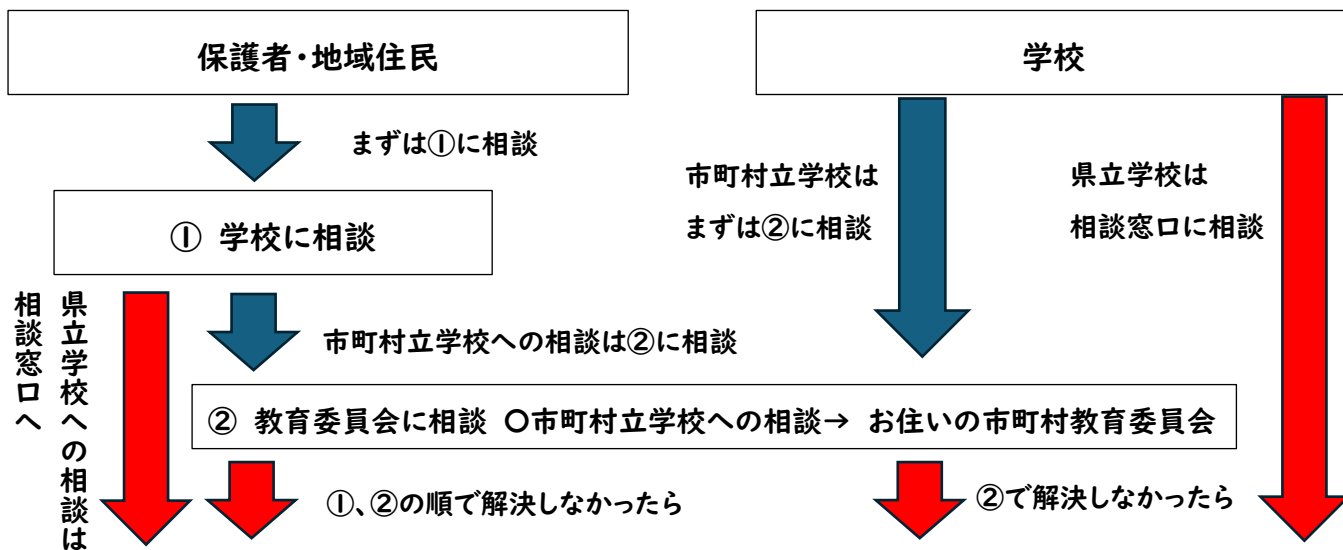 保護者・地域住民
まずは①に相談
① 学校に相談
県立学校への相談は
相談窓口へ
市町村立学校への相談は②に相談
学校
市町村立学校は
まずは②に相談
県立学校は
相談窓口に相談
② 教育委員会に相談 〇市町村立学校への相談→ お住いの市町村教育委員会
①、②の順で解決しなかったら
②で解決しなかったら